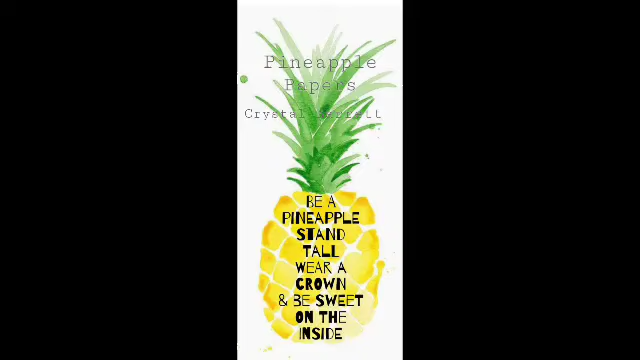 Pineapple
Papers
Crystal
BE A
PINEAPPLE
STAND
TALL
WEAR A
CROWN
& BE SWEET
ON THE
INSIDE